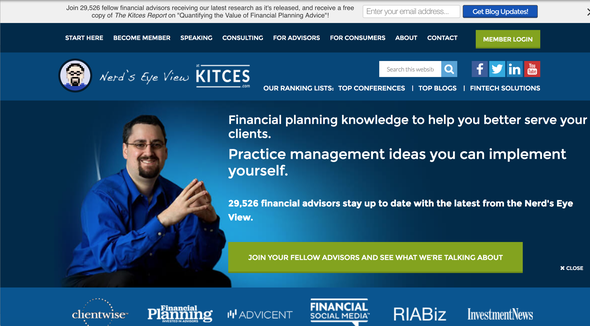 Join 29,526 fellow financial advisors receiving our latest research as it's released, and receive a free
copy of The Kitces Report on "Quantifying the Value of Financial Planning Advice"!
Enter your email address...
Get Blog Updates!
START HERE BECOME MEMBER SPEAKING CONSULTING FOR ADVISORS FOR CONSUMERS ABOUT CONTACT
MEMBER LOGIN
Nerd's Eye View at KITCES.com
Search this website
f in You Tube
OUR RANKING LISTS: TOP CONFERENCES | TOP BLOGS | FINTECH SOLUTIONS
Financial planning knowledge to help you better serve your
clients.
Practice management ideas you can implement
yourself.
29,526 financial advisors stay up to date with the latest from the Nerd's Eye
View.
JOIN YOUR FELLOW ADVISORS AND SEE WHAT WE'RE TALKING ABOUT
× CLOSE
clientwise
Financial
Planning
ADVICENT
FINANCIAL
SOCIAL MEDIA
RIABiz
InvestmentNews